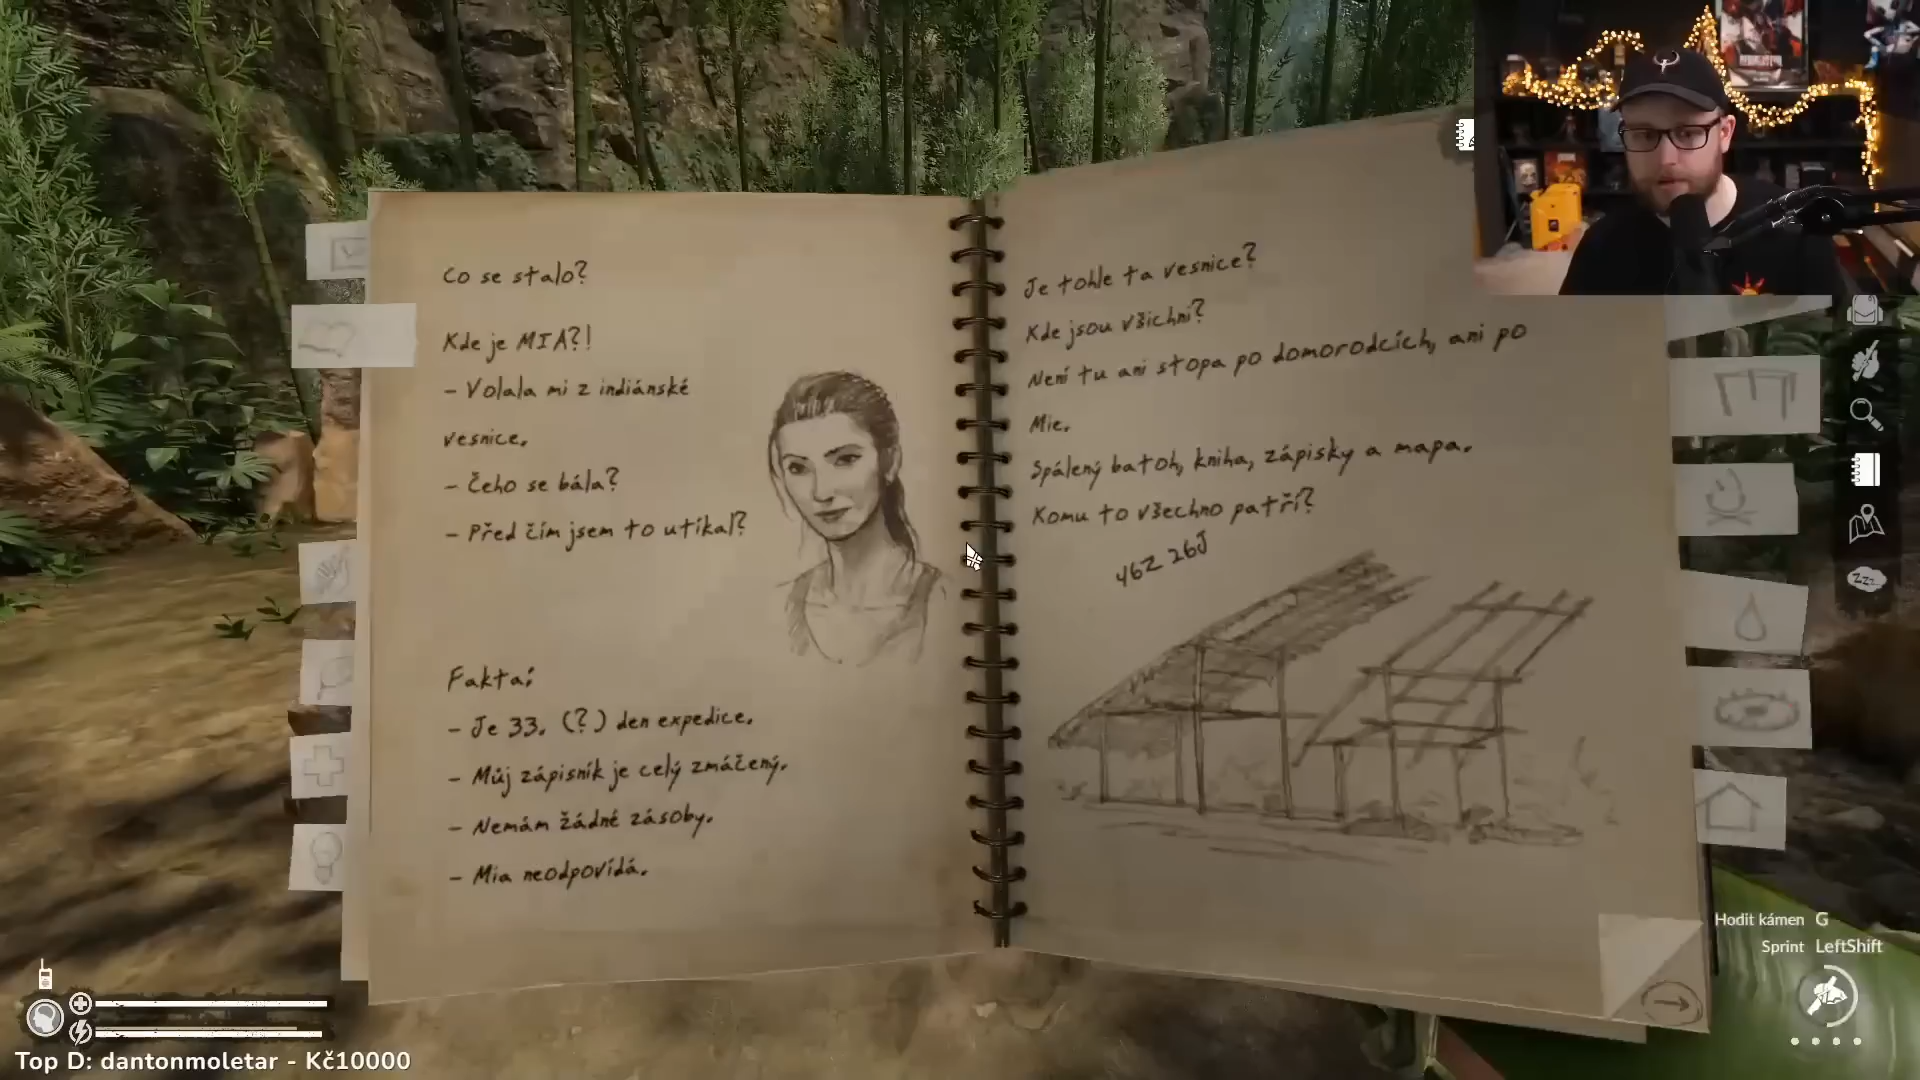 Co se stalo?
Kde je MIA?!
- Volala mi z indiánské
vesnice.
- Čeho se bála?
- Před čím jsem to utíkal?
Fakta:
- Je 33. (?) den expedice.
- Můj zápisník je celý zmáčený.
- Nemám žádné zásoby.
- Mia neodpovídá.
Je tohle ta vesnice?
Kde jsou všichni?
Není tu ani stopa po domorodcích, ani po
Mie.
Spálený batoh, kniha, zápisky a mapa.
Komu to všechno patří?
46Z 26J
zzz
Hodit kámen G
Sprint LeftShift
Top D: dantonmoletar - Kč10000